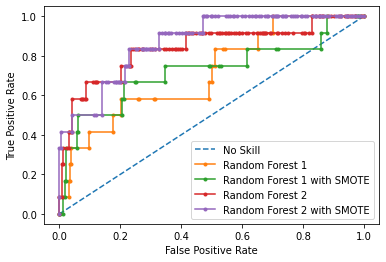 1.0
0.8
0.6
0.4
0.2
0.0
True Positive Rate
No Skill
Random Forest 1
Random Forest 1 with SMOTE
Random Forest 2
Random Forest 2 with SMOTE
0.0 0.2 0.4 0.6 0.8 1.0
False Positive Rate